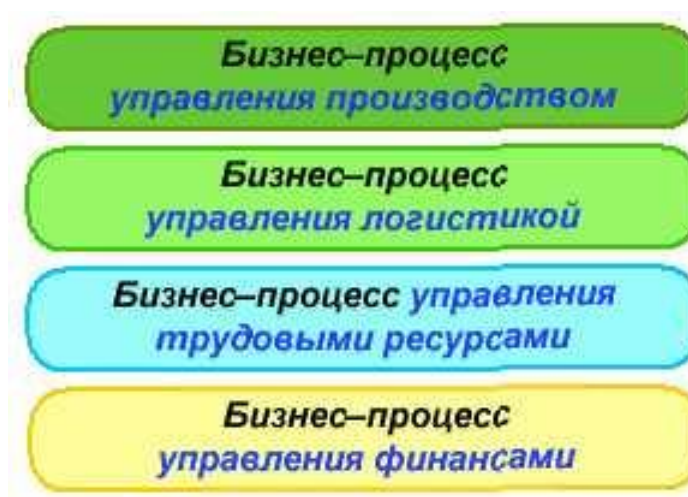 Бизнес–процесс
управления производством
Бизнес–процесс
управления логистикой
Бизнес–процесс управления
трудовыми ресурсами
Бизнес–процесс
управления финансами